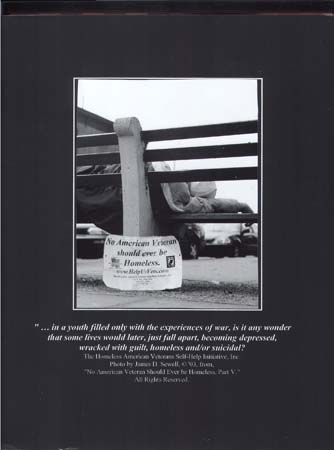 No American Veteran
should ever be
Homeless.
www.HelpUsVets.com
" ... in a youth filled only with the experiences of war, is it any wonder
that some lives would later, just fall apart, becoming depressed,
wracked with guilt, homeless and/or suicidal?
The Homeless American Veterans Self-Help Initiative, Inc.
Photo by James D. Sewell, © '03, from,
"No American Veteran Should Ever be Homeless, Part V."
All Rights Reserved.